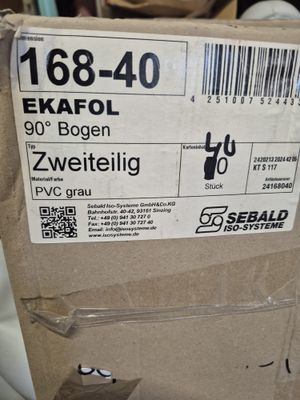 Dimension
168-40
EKAFOL
90° Bogen
Typ
Zweiteilig
Material/Farbe
PVC grau
Kartoninhalt
40
Stück
KT S 117
Artikelnummer
24168040
SEBALD
ISO-SYSTEME
Sebald Iso-Systeme GmbH&Co.KG
Bahnhofstr. 40-42, 93161 Sinzing
Tel.: +49 (0) 941 30 727 0
Fax.: +49 (0) 941 30 727 40
Email: info@isosysteme.de
www.isosysteme.de